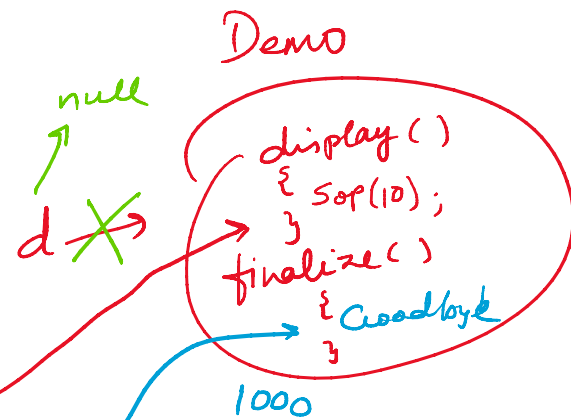 Demo
null
display()
{
sop(10);
}
d
finalize()
{
Goodbye
}
1000